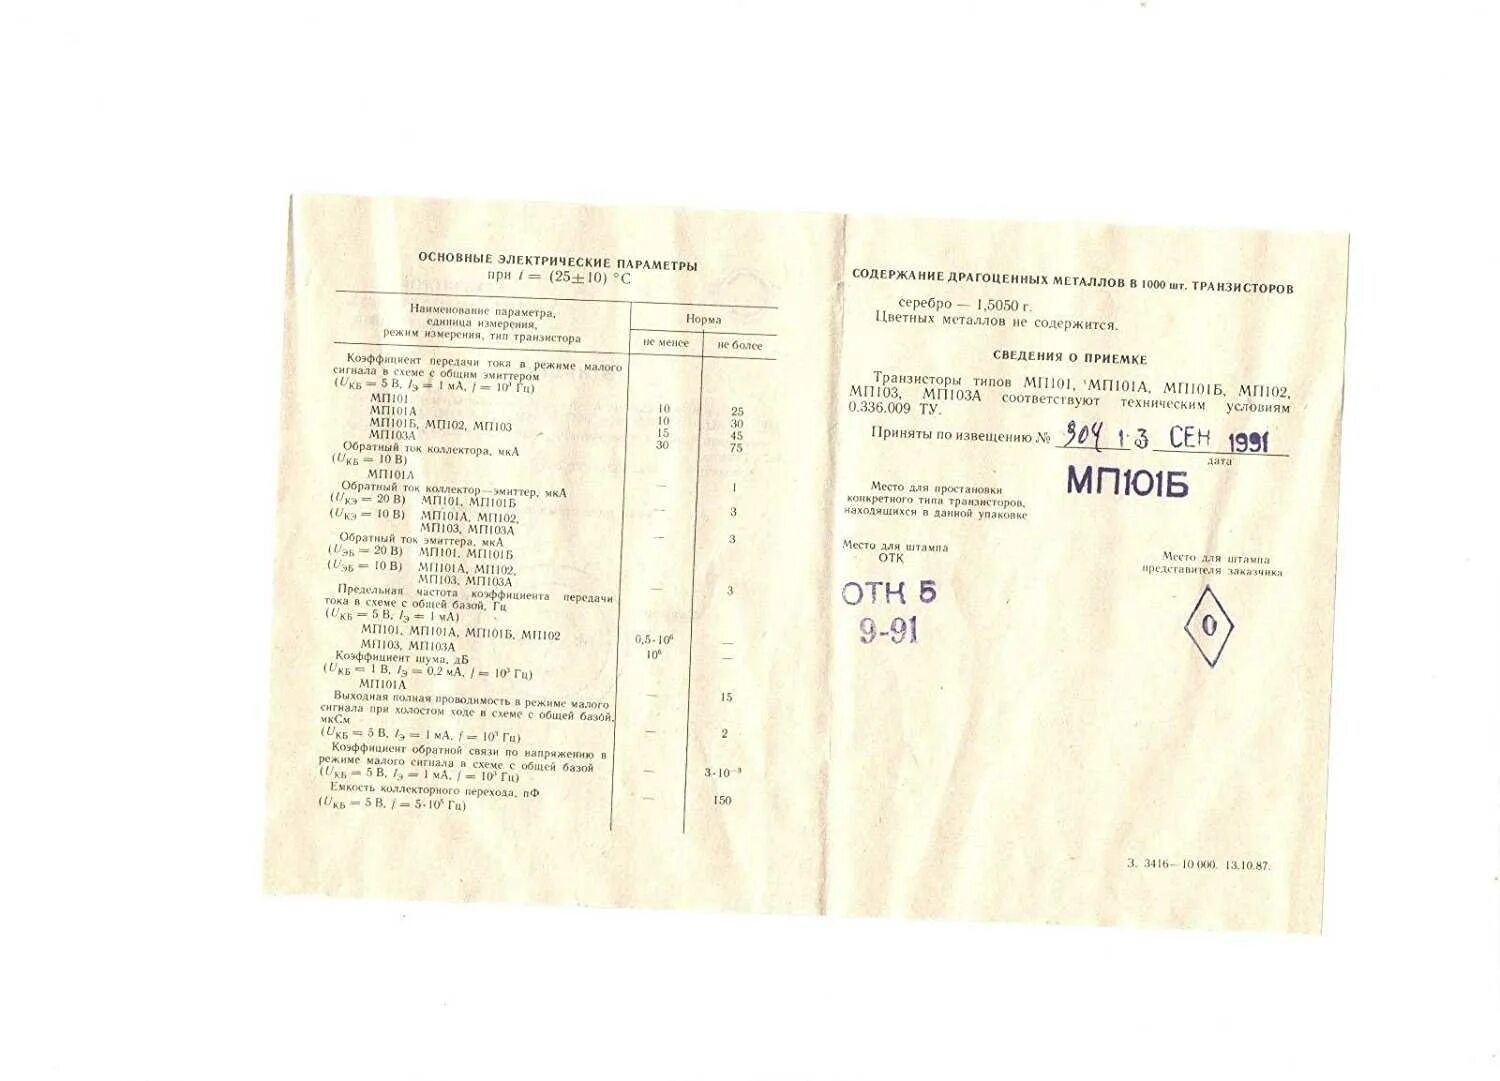 ОСНОВНЫЕ ЭЛЕКТРИЧЕСКИЕ ПАРАМЕТРЫ
при t = (25±10) °С
Наименование параметра,
единица измерения,
режим измерения, тип транзистора
Норма
не менее
не более
Коэффициент передачи тока в режиме малого
сигнала в схеме с общим эмиттером
(UКБ = 5 В, IЭ = 1 мА, f = 10³ Гц)
МП101 10 25
МП101А 10 30
МП101Б, МП102, МП103 15 45
МП103А 30 75
Обратный ток коллектора, мкА
(UКБ = 10 В)
МП101А — 1
Обратный ток коллектор—эмиттер, мкА
(UКЭ = 20 В) МП101, МП101Б
(UКЭ = 10 В) МП101А, МП102, — 3
МП103, МП103А
Обратный ток эмиттера, мкА — 3
(UЭБ = 20 В) МП101, МП101Б
(UЭБ = 10 В) МП101А, МП102,
МП103, МП103А — 3
Предельная частота коэффициента передачи
тока в схеме с общей базой, Гц
(UКБ = 5 В, IЭ = 1 мА)
МП101, МП101А, МП101Б, МП102 0,5·10⁶ —
МП103, МП103А 10⁶ —
Коэффициент шума, дБ
(UКБ = 1 В, IЭ = 0,2 мА, f = 10³ Гц)
МП101А — 15
Выходная полная проводимость в режиме малого
сигнала при холостом ходе в схеме с общей базой,
мкСм
(UКБ = 5 В, IЭ = 1 мА, f = 10³ Гц) — 2
Коэффициент обратной связи по напряжению в
режиме малого сигнала в схеме с общей базой
(UКБ = 5 В, IЭ = 1 мА, f = 10³ Гц) — 3·10⁻³
Емкость коллекторного перехода, пФ
(UКБ = 5 В, f = 5·10⁵ Гц) — 150
СОДЕРЖАНИЕ ДРАГОЦЕННЫХ МЕТАЛЛОВ В 1000 шт. ТРАНЗИСТОРОВ
серебро — 1,5050 г.
Цветных металлов не содержится.
СВЕДЕНИЯ О ПРИЕМКЕ
Транзисторы типов МП101, МП101А, МП101Б, МП102,
МП103, МП103А соответствуют техническим условиям
0.336.009 ТУ.
Приняты по извещению № 904 13 СЕН 1991
дата
МП101Б
Место для простановки
конкретного типа транзисторов,
находящихся в данной упаковке
Место для штампа
ОТК
ОТК 5
9-91
Место для штампа
представителя заказчика
0
З. 3416—10 000. 13.10.87.